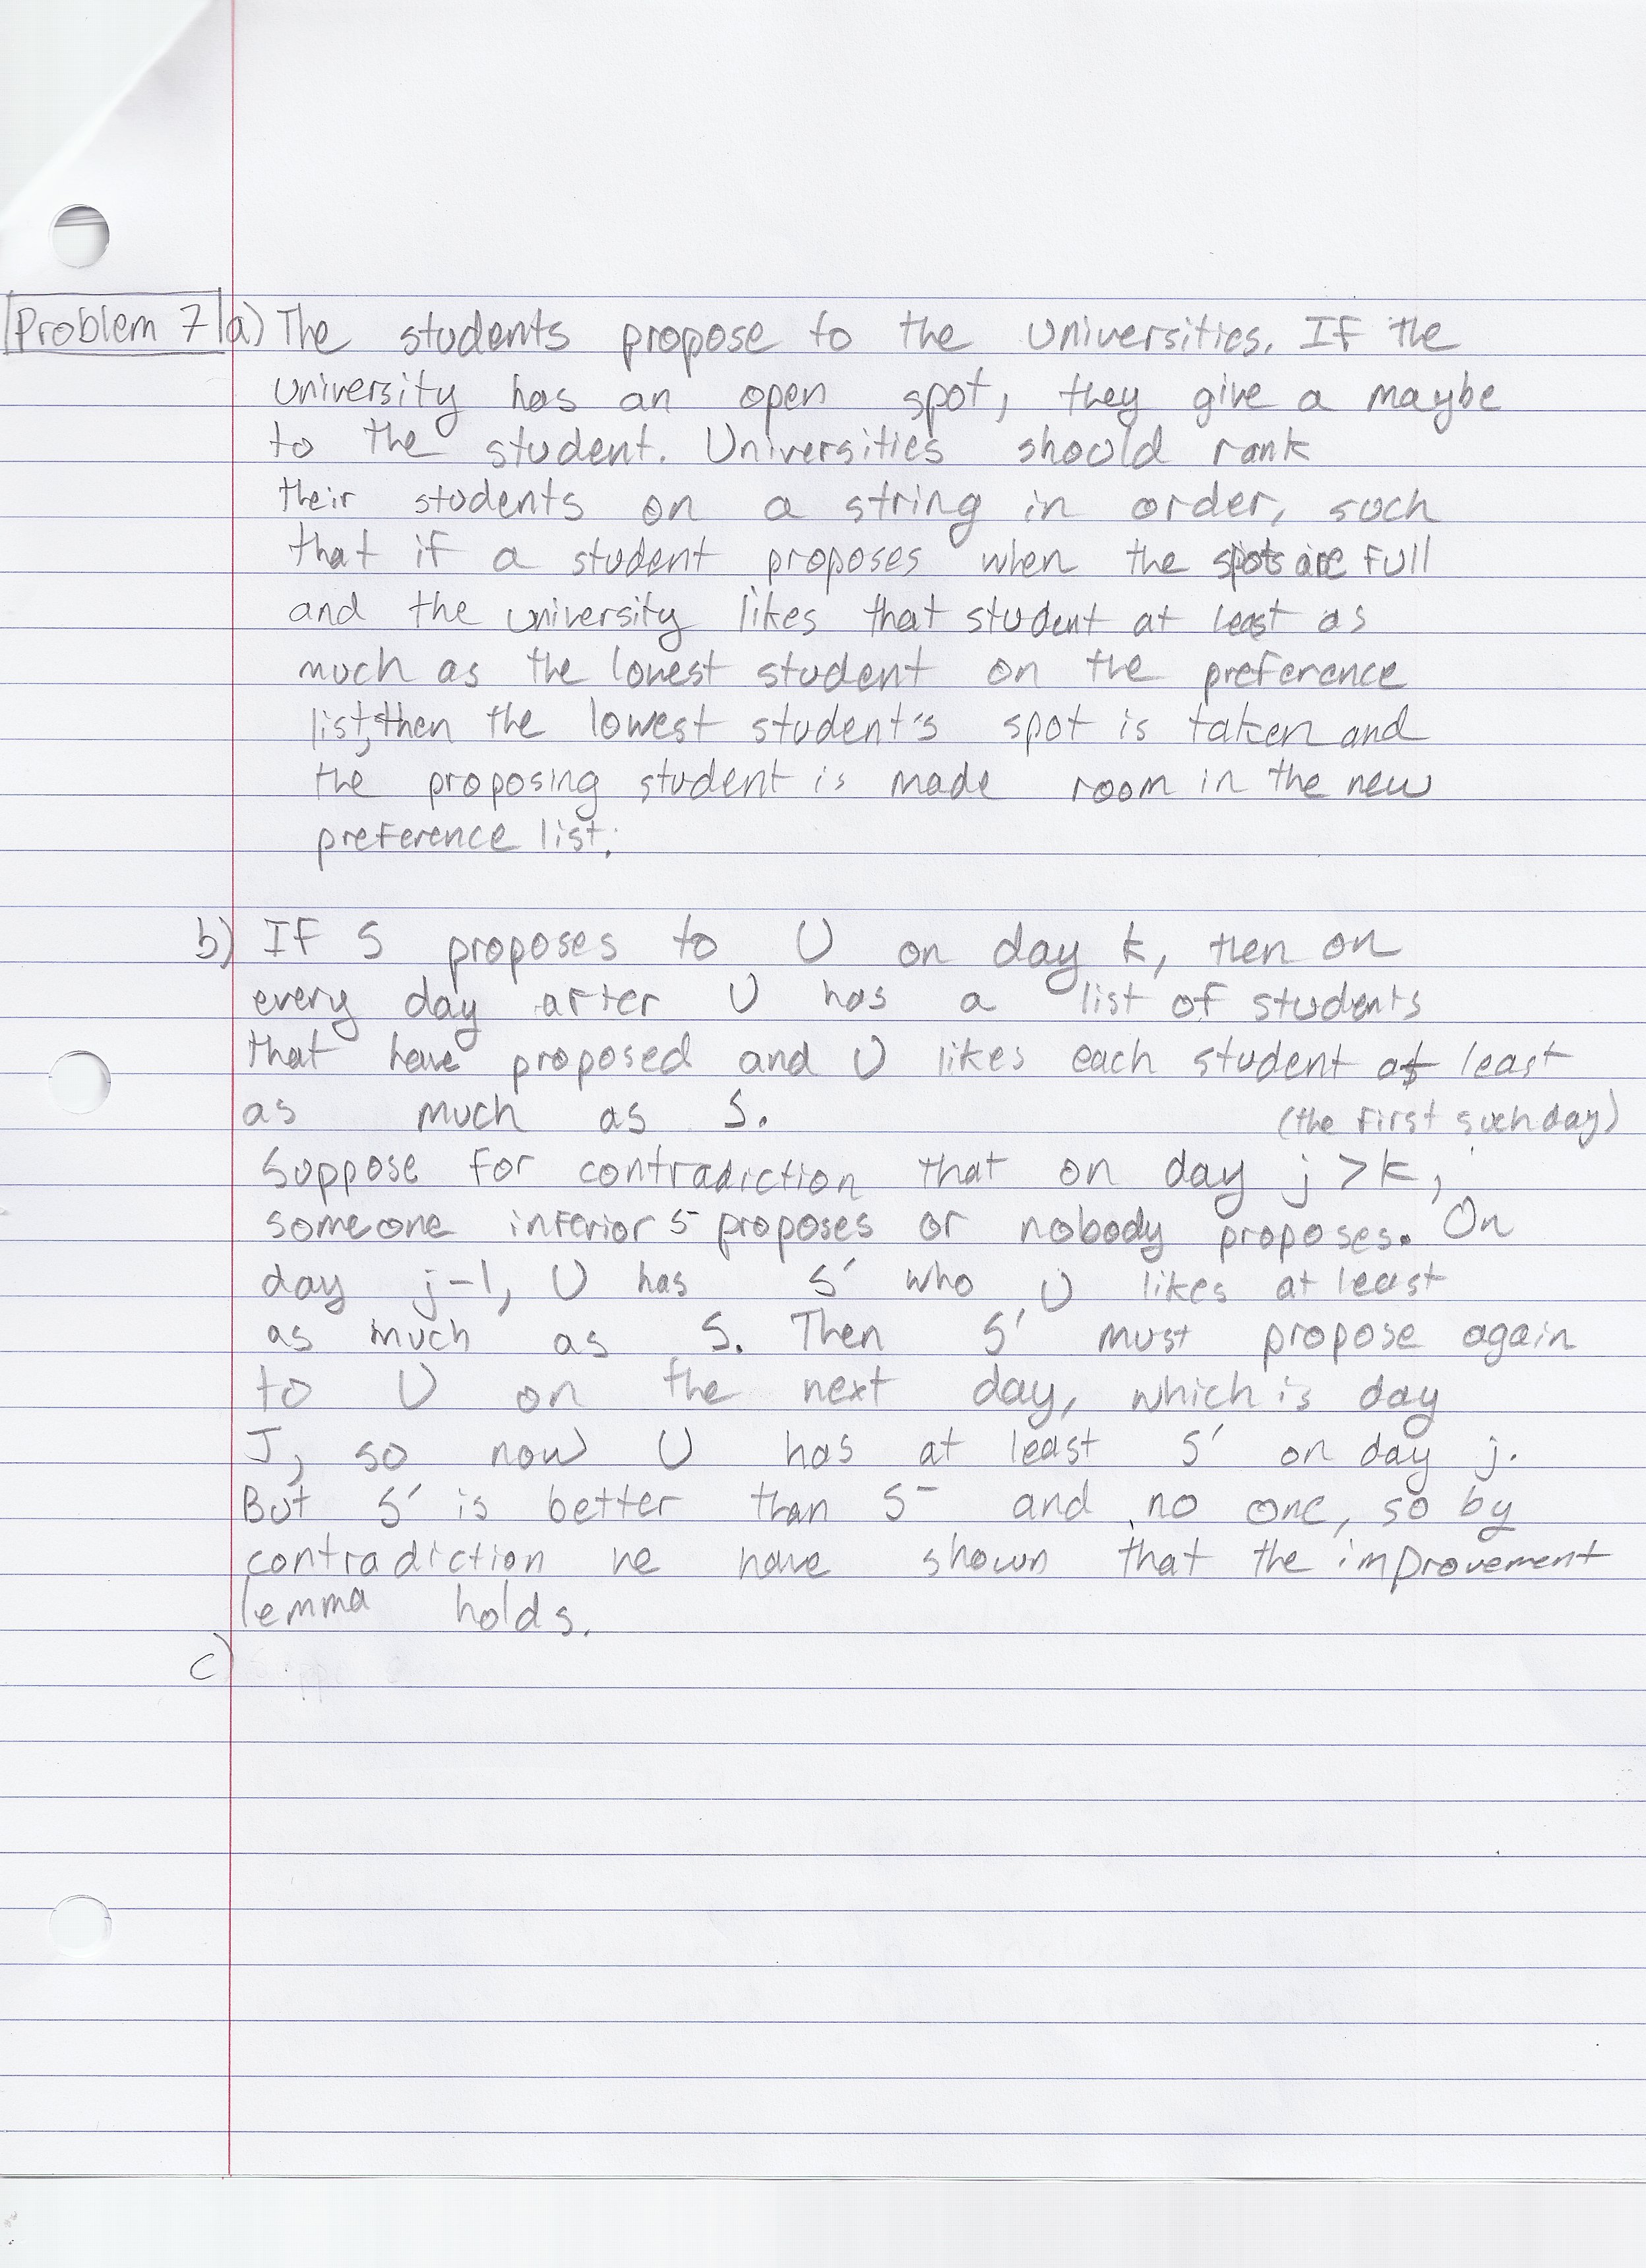 Problem 7 a) The students propose to the Universities. If the
university has an open spot, they give a maybe
to the student. Universities should rank
their students on a string in order, such
that if a student proposes when the spots are full
and the university likes that student at least as
much as the lowest student on the preference
list, then the lowest student's spot is taken and
the proposing student is made room in the new
preference list.
b) If S proposes to U on day k, then on
every day after U has a list of students
that have proposed and U likes each student at least
as much as S.
(the first such day)
Suppose for contradiction that on day j > k,
someone inferior S⁻ proposes or nobody proposes. On
day j-1, U has S' who U likes at least
as much as S. Then S' must propose again
to U on the next day, which is day
J, so now U has at least S' on day j.
But S' is better than S⁻ and no one, so by
contradiction we have shown that the improvement
lemma holds.
c)